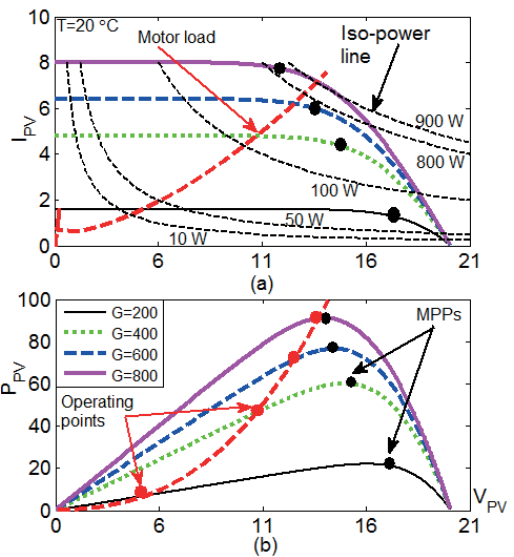 (a)
T=20 °C
Motor load
Iso-power
line
8
6
4
2
0
I_PV
900 W
800 W
100 W
50 W
10 W
0
6
11
16
21
(a)
(b)
100
80
60
40
20
0
P_PV
G=200
G=400
G=600
G=800
MPPs
Operating
points
0
6
11
16
21
V_PV
(b)